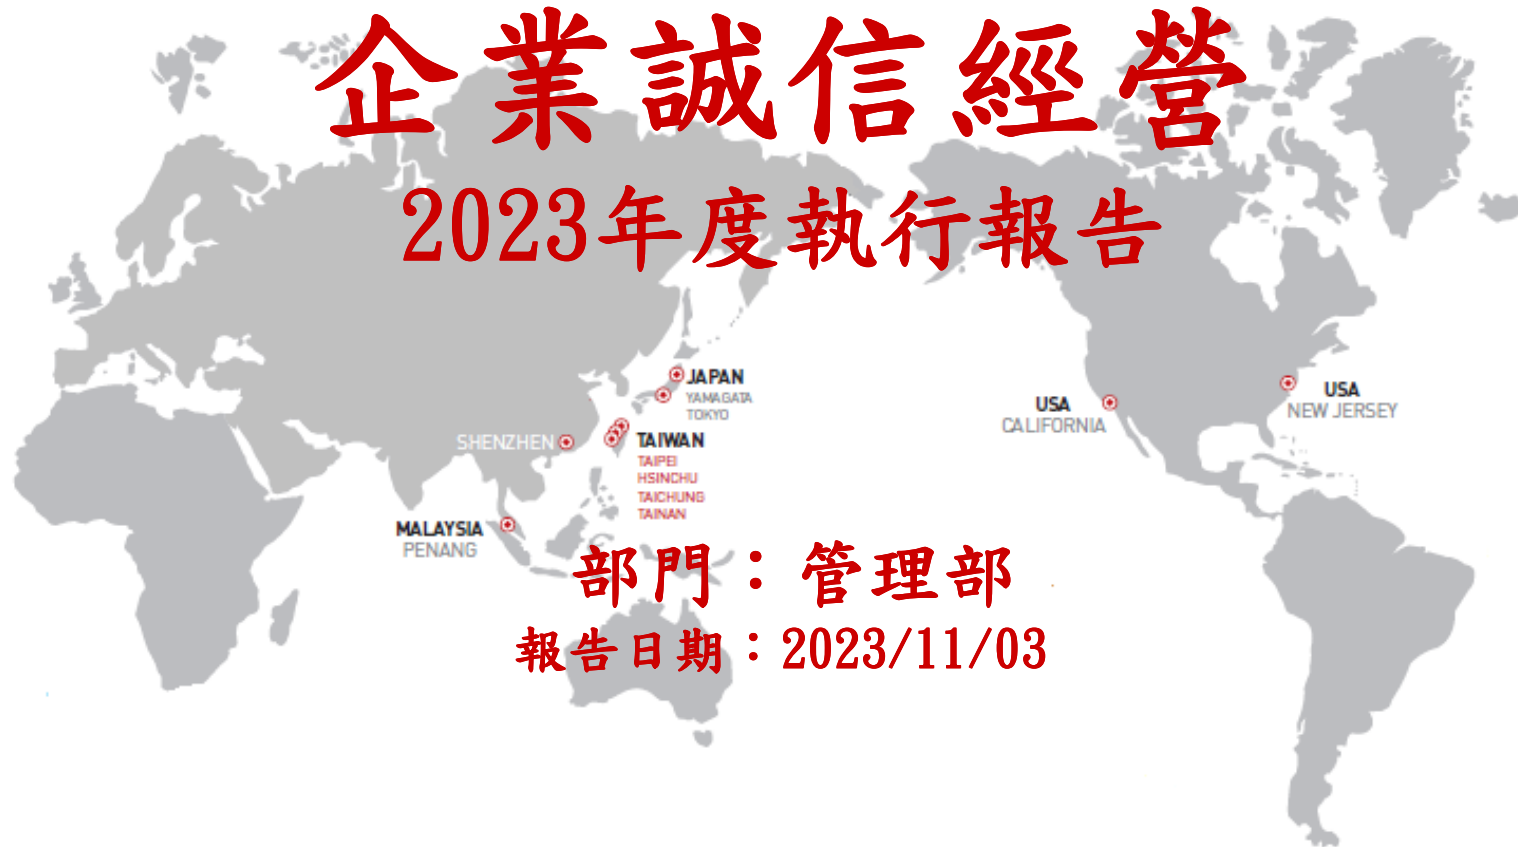 企業誠信經營
2023年度執行報告
JAPAN
YAMAGATA
TOKYO
USA
CALIFORNIA
USA
NEW JERSEY
SHENZHEN
TAIWAN
TAIPEI
HSINCHU
TAICHUNG
TAINAN
MALAYSIA
PENANG
部門：管理部
報告日期：2023/11/03